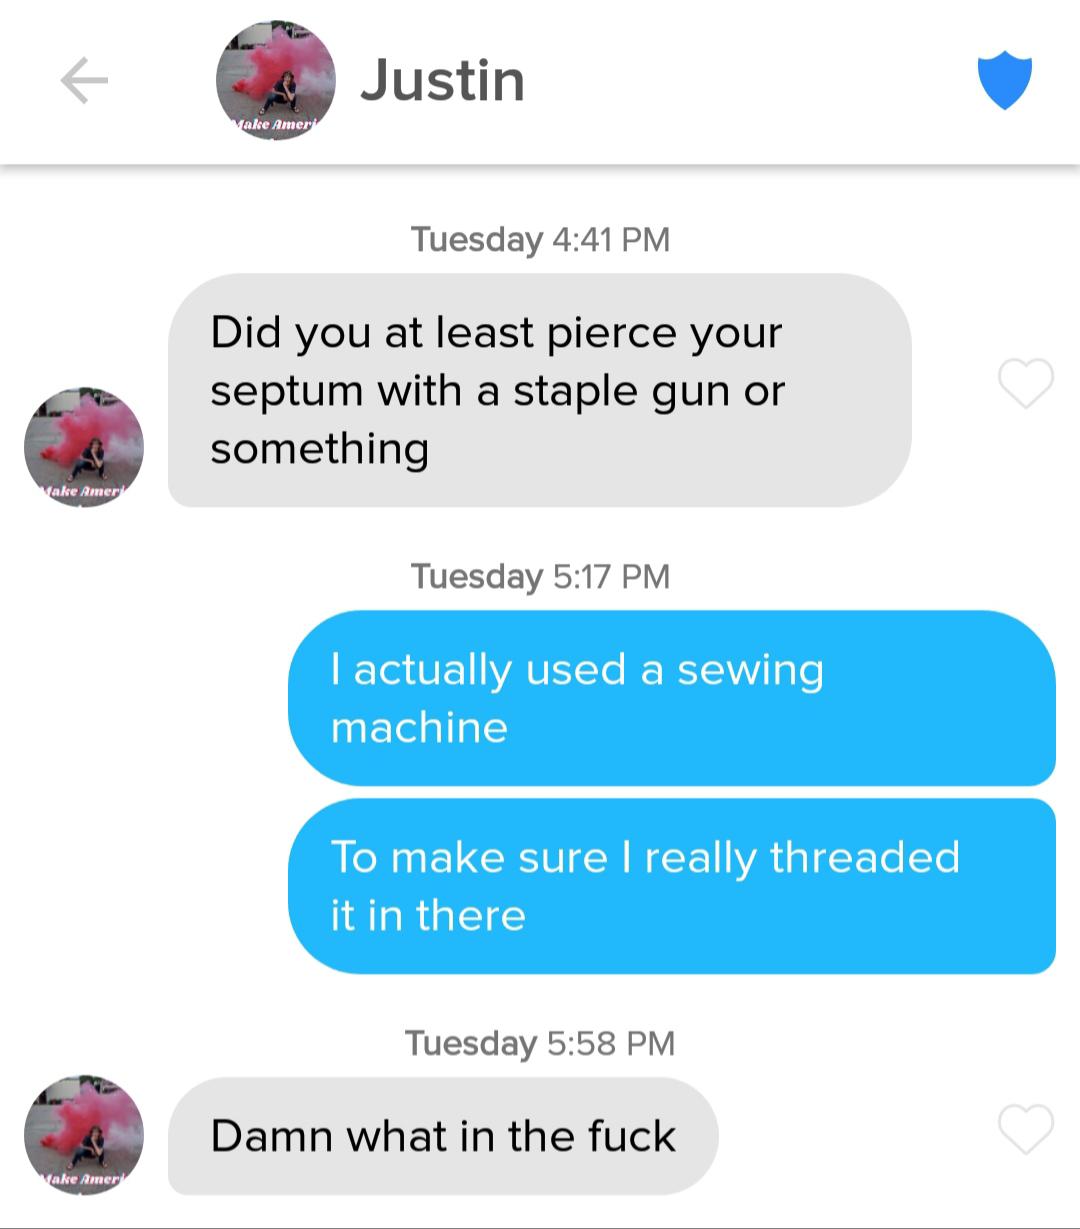 Justin
Make Ameri
Tuesday 4:41 PM
Did you at least pierce your
septum with a staple gun or
something
Make Ameri
Tuesday 5:17 PM
I actually used a sewing
machine
To make sure I really threaded
it in there
Tuesday 5:58 PM
Damn what in the fuck
Make Ameri